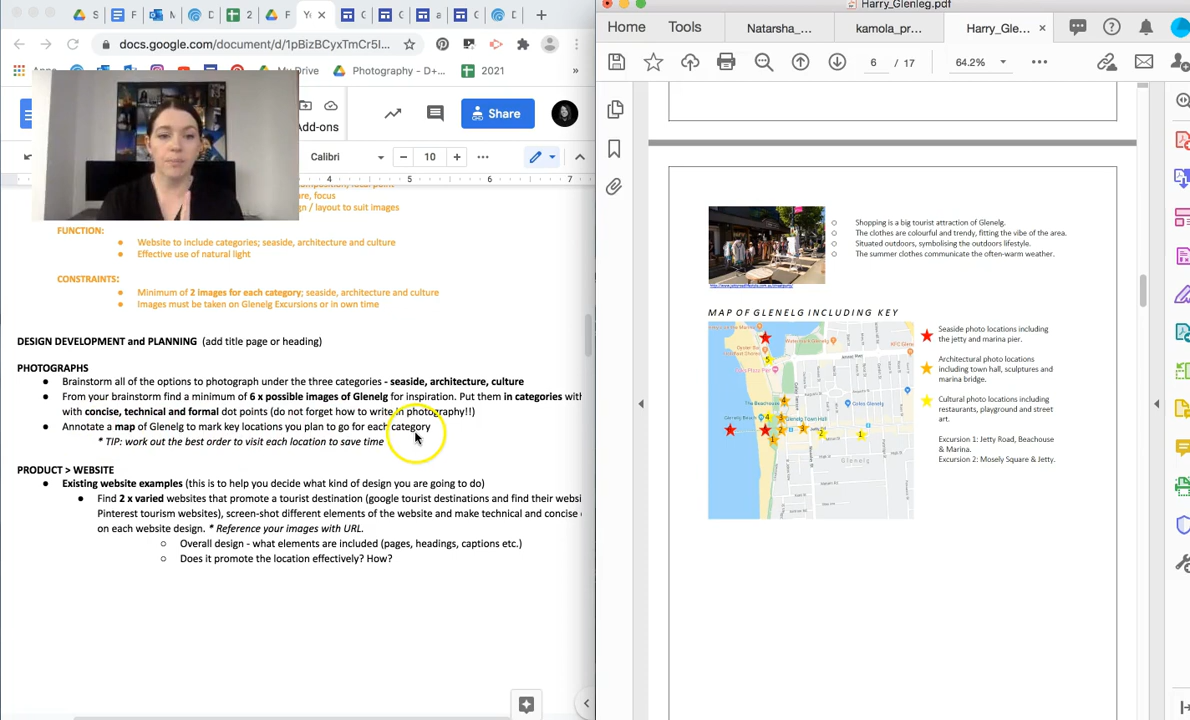 docs.google.com/document/d/1pBizBCyxTmCr5I...
My Drive
Photography - D+...
2021
»
Share
Add-ons
Calibri
10
4
5
6
7
re, focus
n / layout to suit images
FUNCTION:
Website to include categories; seaside, architecture and culture
Effective use of natural light
CONSTRAINTS:
Minimum of 2 images for each category; seaside, architecture and culture
Images must be taken on Glenelg Excursions or in own time
DESIGN DEVELOPMENT and PLANNING (add title page or heading)
PHOTOGRAPHS
Brainstorm all of the options to photograph under the three categories - seaside, architecture, culture
From your brainstorm find a minimum of 6 x possible images of Glenelg for inspiration. Put them in categories wit
with concise, technical and formal dot points (do not forget how to write in photography!!)
Annotate a map of Glenelg to mark key locations you plan to go for each category
* TIP: work out the best order to visit each location to save time
PRODUCT > WEBSITE
Existing website examples (this is to help you decide what kind of design you are going to do)
Find 2 x varied websites that promote a tourist destination (google tourist destinations and find their websi
Pinterest tourism websites), screen-shot different elements of the website and make technical and concise
on each website design. * Reference your images with URL.
Overall design - what elements are included (pages, headings, captions etc.)
Does it promote the location effectively? How?
Harry_Glenleg.pdf
Home
Tools
Natarsha_...
kamola_pr...
Harry_Gle...
6 / 17
64.2%
Shopping is a big tourist attraction of Glenelg.
The clothes are colourful and trendy, fitting the vibe of the area.
Situated outdoors, symbolising the outdoors lifestyle.
The summer clothes communicate the often-warm weather.
MAP OF GLENELG INCLUDING KEY
Seaside photo locations including
the jetty and marina pier.
Architectural photo locations
including town hall, sculptures and
marina bridge.
Cultural photo locations including
restaurants, playground and street
art.
Excursion 1: Jetty Road, Beachouse
& Marina.
Excursion 2: Mosely Square & Jetty.